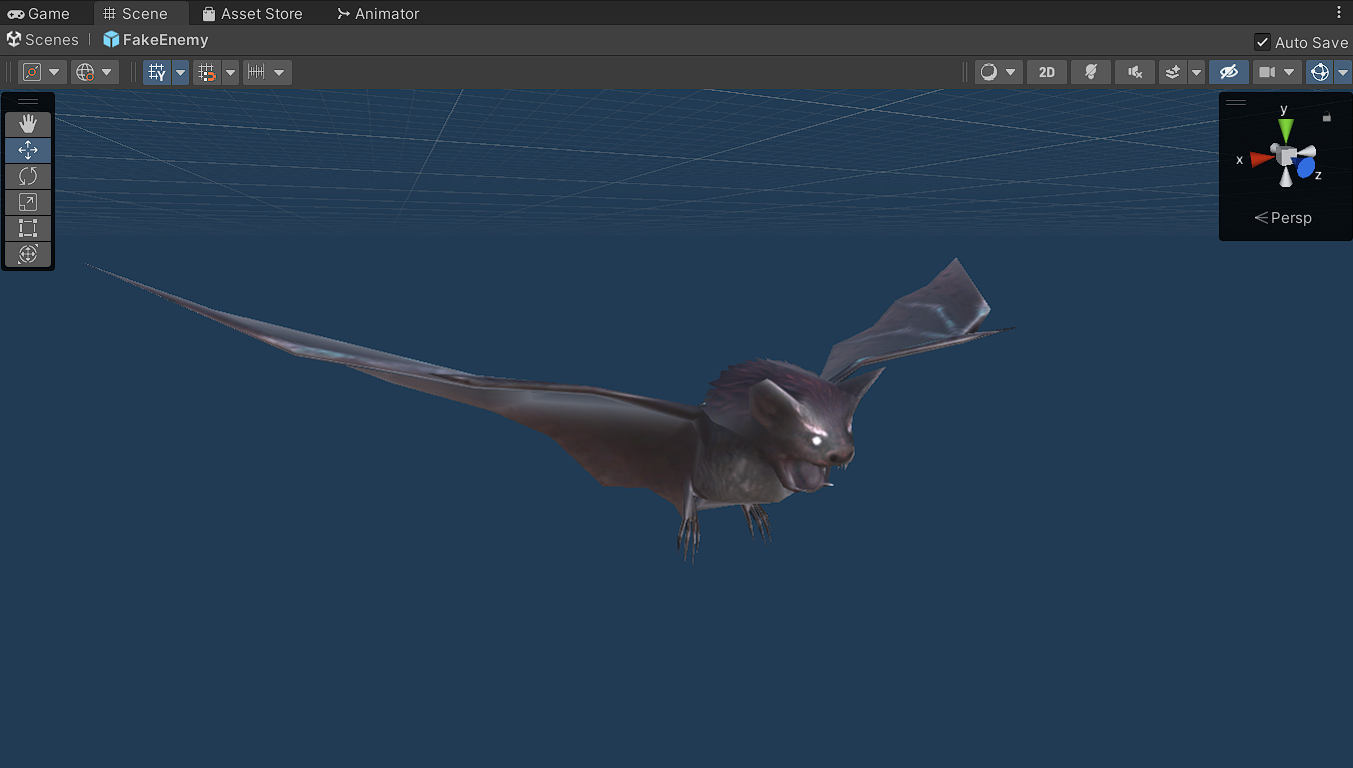 Game Scene Asset Store Animator
Scenes FakeEnemy
Auto Save
Y 2D
y
x
z
Persp